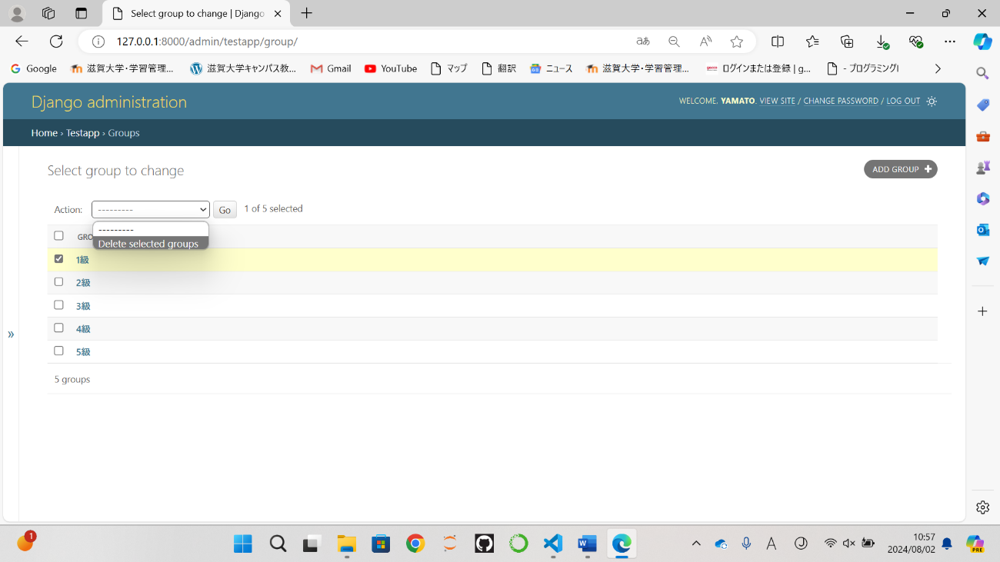 Select group to change | Django
127.0.0.1:8000/admin/testapp/group/
あ
Google 滋賀大学・学習管理... 滋賀大学キャンパス教... Gmail YouTube マップ 翻訳 ニュース 滋賀大学・学習管理... ログインまたは登録 | g... - プログラミングl
Django administration
WELCOME, YAMATO. VIEW SITE / CHANGE PASSWORD / LOG OUT
Home › Testapp › Groups
Select group to change
ADD GROUP +
Action: --------- Go 1 of 5 selected
---------
GRO
Delete selected groups
1級
2級
3級
4級
»
5級
5 groups
1
A
J
10:57
2024/08/02
PRE